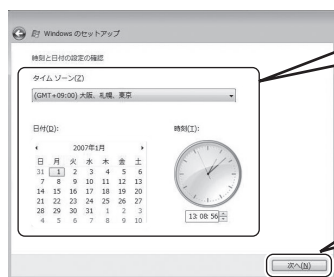 Windows のセットアップ
時刻と日付の設定の確認
タイム ゾーン(Z)
(GMT+09:00) 大阪、札幌、東京
日付(D):
時刻(T):
2007年1月
日 月 火 水 木 金 土
31 1 2 3 4 5 6
7 8 9 10 11 12 13
14 15 16 17 18 19 20
21 22 23 24 25 26 27
28 29 30 31 1 2 3
4 5 6 7 8 9 10
13: 08: 56
次へ(N)